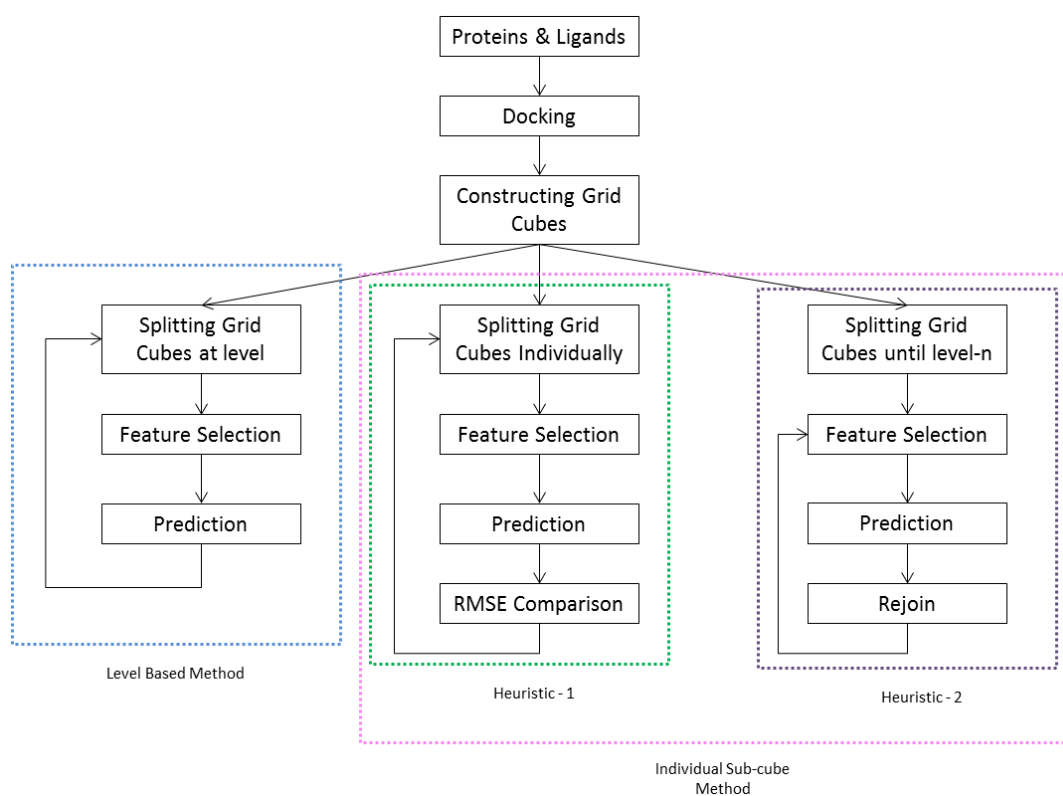 Proteins & Ligands
Docking
Constructing Grid
Cubes
Splitting Grid
Cubes at level
Feature Selection
Prediction
Level Based Method
Splitting Grid
Cubes Individually
Feature Selection
Prediction
RMSE Comparison
Heuristic - 1
Splitting Grid
Cubes until level-n
Feature Selection
Prediction
Rejoin
Heuristic - 2
Individual Sub-cube
Method